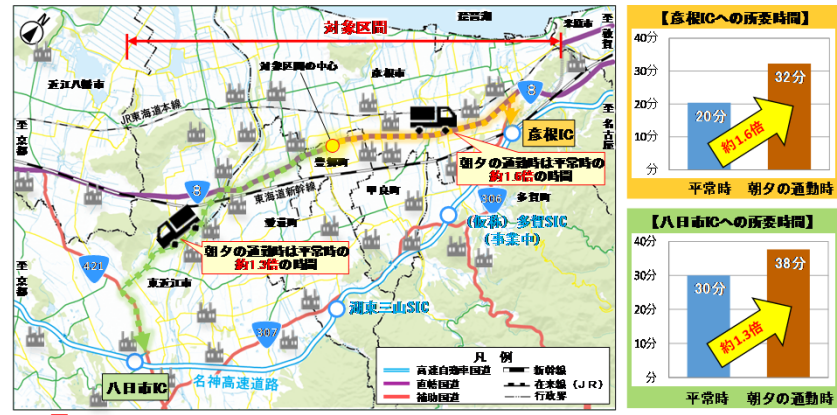 対象区間
琵琶湖
米原市
至 敦賀
対象区間の中心
彦根市
近江八幡市
JR東海道本線
8
至 名古屋
彦根IC
至 京都
豊郷町
朝夕の通勤時は平常時の
約1.6倍の時間
8
東海道新幹線
甲良町
多賀町
306
愛荘町
(仮称)多賀SIC
(事業中)
朝夕の通勤時は平常時の
約1.3倍の時間
421
至 京都
東近江市
湖東三山SIC
307
八日市IC
名神高速道路
凡 例
高速自動車国道
新幹線
直轄国道
在来線（JR）
補助国道
行政界
【彦根ICへの所要時間】
40分
30分
20分
10分
分
20分
32分
約1.6倍
平常時
朝夕の通勤時
【八日市ICへの所要時間】
40分
30分
20分
10分
分
30分
38分
約1.3倍
平常時
朝夕の通勤時